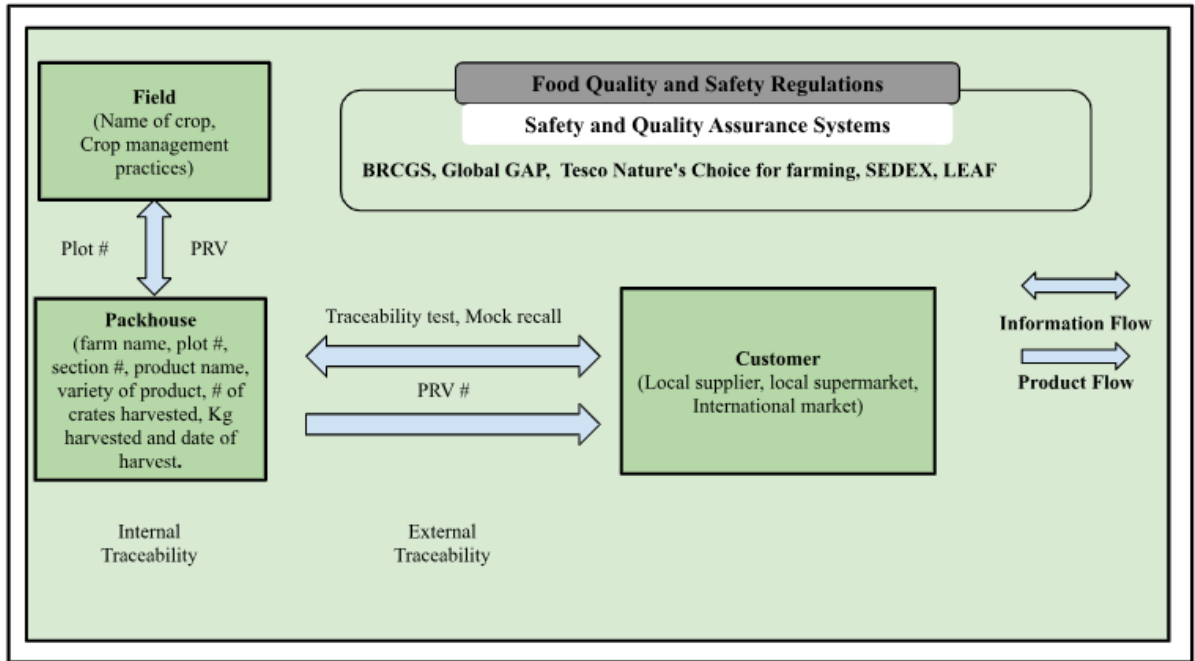 Field
(Name of crop,
Crop management
practices)
Food Quality and Safety Regulations
Safety and Quality Assurance Systems
BRCGS, Global GAP, Tesco Nature's Choice for farming, SEDEX, LEAF
Plot #
PRV
Packhouse
(farm name, plot #,
section #, product name,
variety of product, # of
crates harvested, Kg
harvested and date of
harvest.
Traceability test, Mock recall
PRV #
Customer
(Local supplier, local supermarket,
International market)
Information Flow
Product Flow
Internal
Traceability
External
Traceability